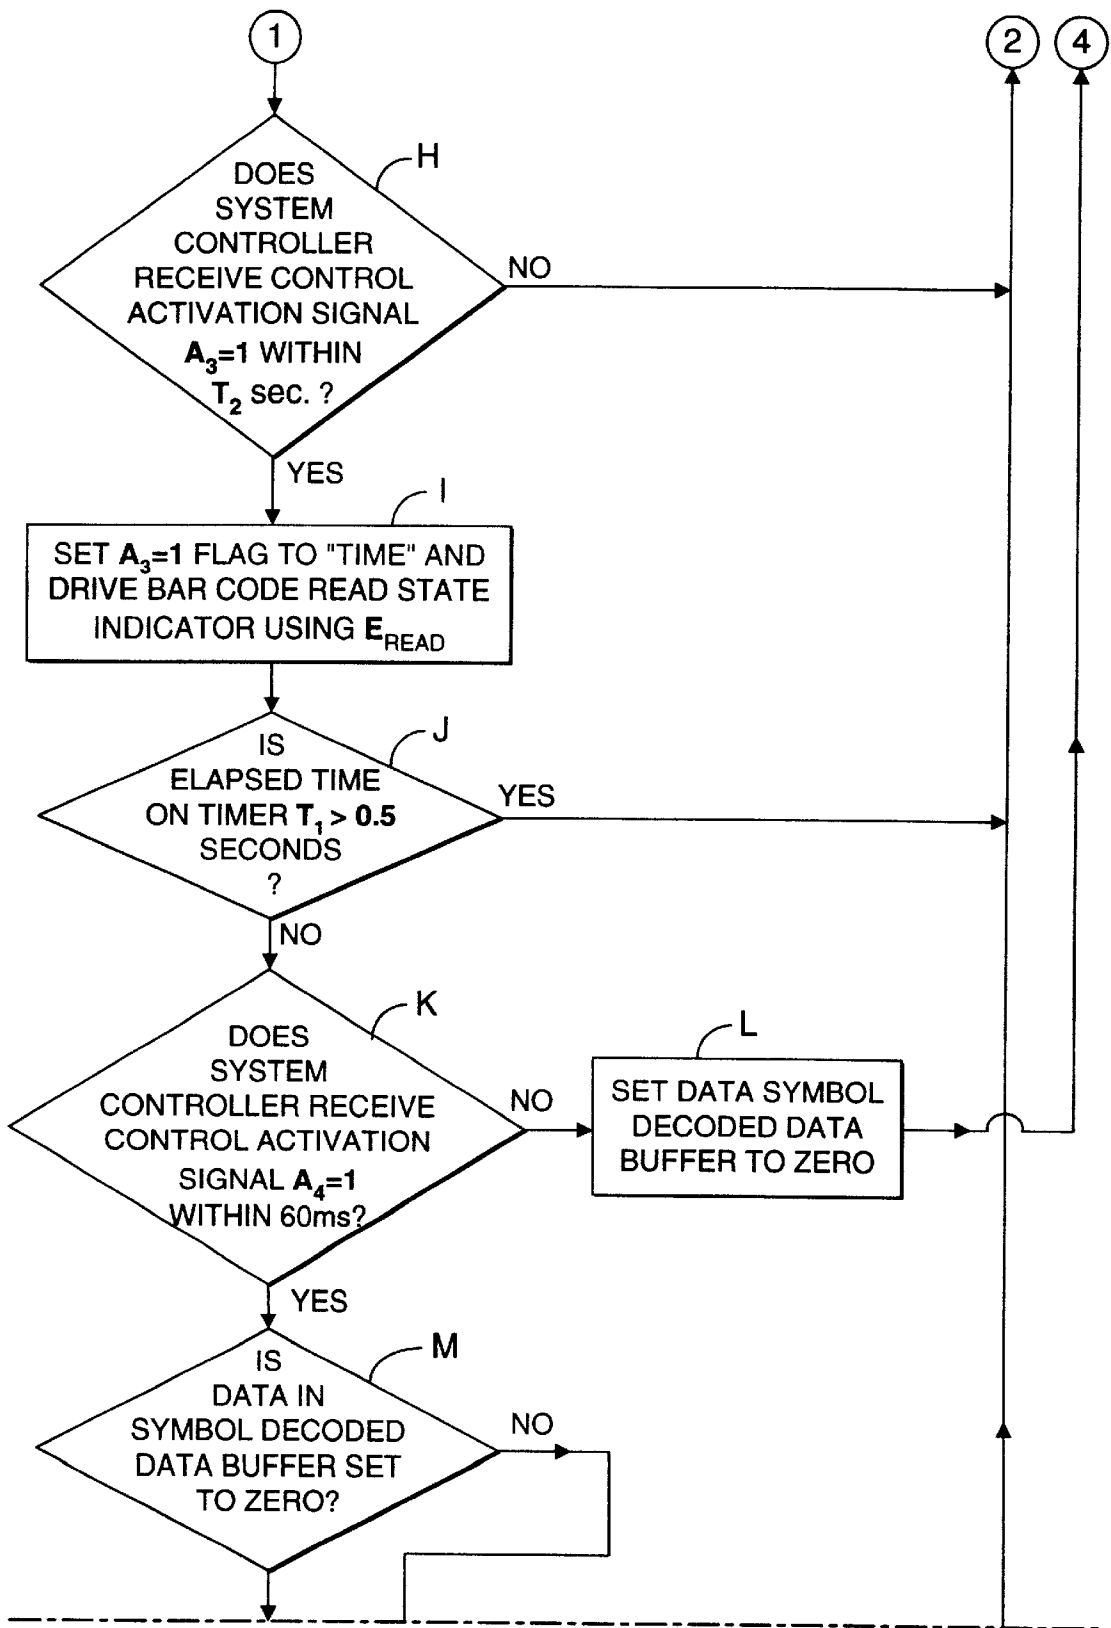 1
2
4
H
DOES
SYSTEM
CONTROLLER
RECEIVE CONTROL
ACTIVATION SIGNAL
A₃=1 WITHIN
T₂ sec. ?
NO
YES
I
SET A₃=1 FLAG TO "TIME" AND
DRIVE BAR CODE READ STATE
INDICATOR USING E_READ
J
IS
ELAPSED TIME
ON TIMER T₁ > 0.5
SECONDS
?
YES
NO
K
DOES
SYSTEM
CONTROLLER RECEIVE
CONTROL ACTIVATION
SIGNAL A₄=1
WITHIN 60ms?
NO
L
SET DATA SYMBOL
DECODED DATA
BUFFER TO ZERO
YES
M
IS
DATA IN
SYMBOL DECODED
DATA BUFFER SET
TO ZERO?
NO